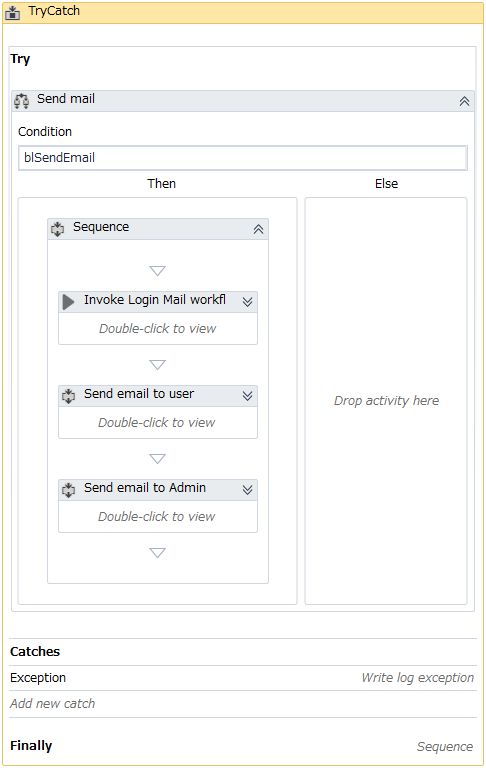 TryCatch
Try
Send mail
Condition
blSendEmail
Then Else
Sequence
Invoke Login Mail workfl
Double-click to view
Send email to user
Double-click to view
Drop activity here
Send email to Admin
Double-click to view
Catches
Exception Write log exception
Add new catch
Finally Sequence